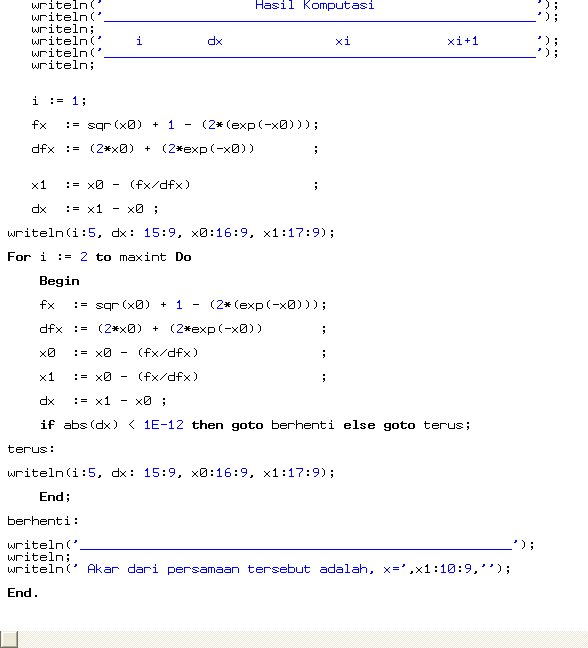 writeln('                   Hasil Komputasi                    ');
writeln('______________________________________________________');
writeln;
writeln('    i        dx              xi            xi+1       ');
writeln('______________________________________________________');
writeln;
i := 1;
fx  := sqr(x0) + 1 - (2*(exp(-x0)));
dfx := (2*x0) + (2*exp(-x0))       ;
x1  := x0 - (fx/dfx)               ;
dx  := x1 - x0 ;
writeln(i:5, dx: 15:9, x0:16:9, x1:17:9);
For i := 2 to maxint Do
Begin
fx  := sqr(x0) + 1 - (2*(exp(-x0)));
dfx := (2*x0) + (2*exp(-x0))       ;
x0  := x0 - (fx/dfx)               ;
x1  := x0 - (fx/dfx)               ;
dx  := x1 - x0 ;
if abs(dx) < 1E-12 then goto berhenti else goto terus;
terus:
writeln(i:5, dx: 15:9, x0:16:9, x1:17:9);
End;
berhenti:
writeln('______________________________________________________');
writeln;
writeln(' Akar dari persamaan tersebut adalah, x=',x1:10:9,'');
End.